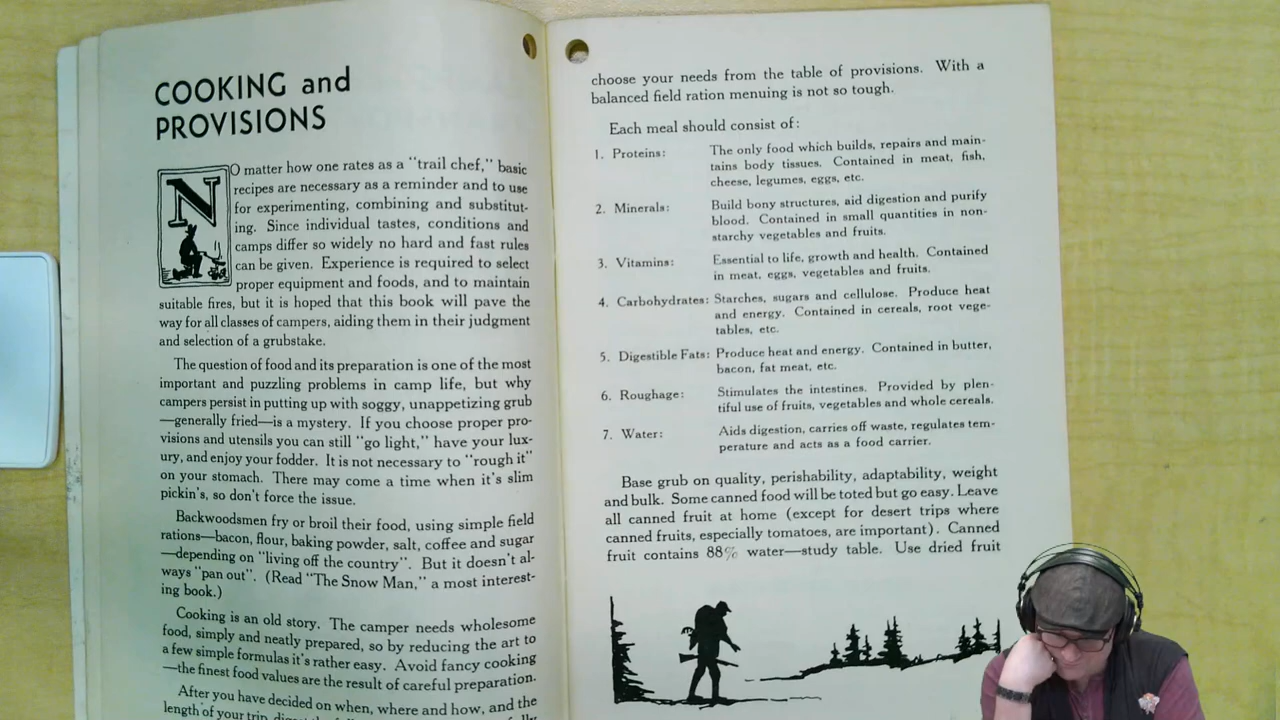 COOKING and
PROVISIONS
NO matter how one rates as a "trail chef," basic
recipes are necessary as a reminder and to use
for experimenting, combining and substitut-
ing. Since individual tastes, conditions and
camps differ so widely no hard and fast rules
can be given. Experience is required to select
proper equipment and foods, and to maintain
suitable fires, but it is hoped that this book will pave the
way for all classes of campers, aiding them in their judgment
and selection of a grubstake.
The question of food and its preparation is one of the most
important and puzzling problems in camp life, but why
campers persist in putting up with soggy, unappetizing grub
—generally fried—is a mystery. If you choose proper pro-
visions and utensils you can still "go light," have your lux-
ury, and enjoy your fodder. It is not necessary to "rough it"
on your stomach. There may come a time when it's slim
pickin's, so don't force the issue.
Backwoodsmen fry or broil their food, using simple field
rations—bacon, flour, baking powder, salt, coffee and sugar
—depending on "living off the country". But it doesn't al-
ways "pan out". (Read "The Snow Man," a most interest-
ing book.)
Cooking is an old story. The camper needs wholesome
food, simply and neatly prepared, so by reducing the art to
a few simple formulas it's rather easy. Avoid fancy cooking
—the finest food values are the result of careful preparation.
After you have decided on when, where and how, and the
length of your trip,
choose your needs from the table of provisions. With a
balanced field ration menuing is not so tough.
Each meal should consist of:
1. Proteins: The only food which builds, repairs and main-
tains body tissues. Contained in meat, fish,
cheese, legumes, eggs, etc.
2. Minerals: Build bony structures, aid digestion and purify
blood. Contained in small quantities in non-
starchy vegetables and fruits.
3. Vitamins: Essential to life, growth and health. Contained
in meat, eggs, vegetables and fruits.
4. Carbohydrates: Starches, sugars and cellulose. Produce heat
and energy. Contained in cereals, root vege-
tables, etc.
5. Digestible Fats: Produce heat and energy. Contained in butter,
bacon, fat meat, etc.
6. Roughage: Stimulates the intestines. Provided by plen-
tiful use of fruits, vegetables and whole cereals.
7. Water: Aids digestion, carries off waste, regulates tem-
perature and acts as a food carrier.
Base grub on quality, perishability, adaptability, weight
and bulk. Some canned food will be toted but go easy. Leave
all canned fruit at home (except for desert trips where
canned fruits, especially tomatoes, are important). Canned
fruit contains 88% water—study table. Use dried fruit